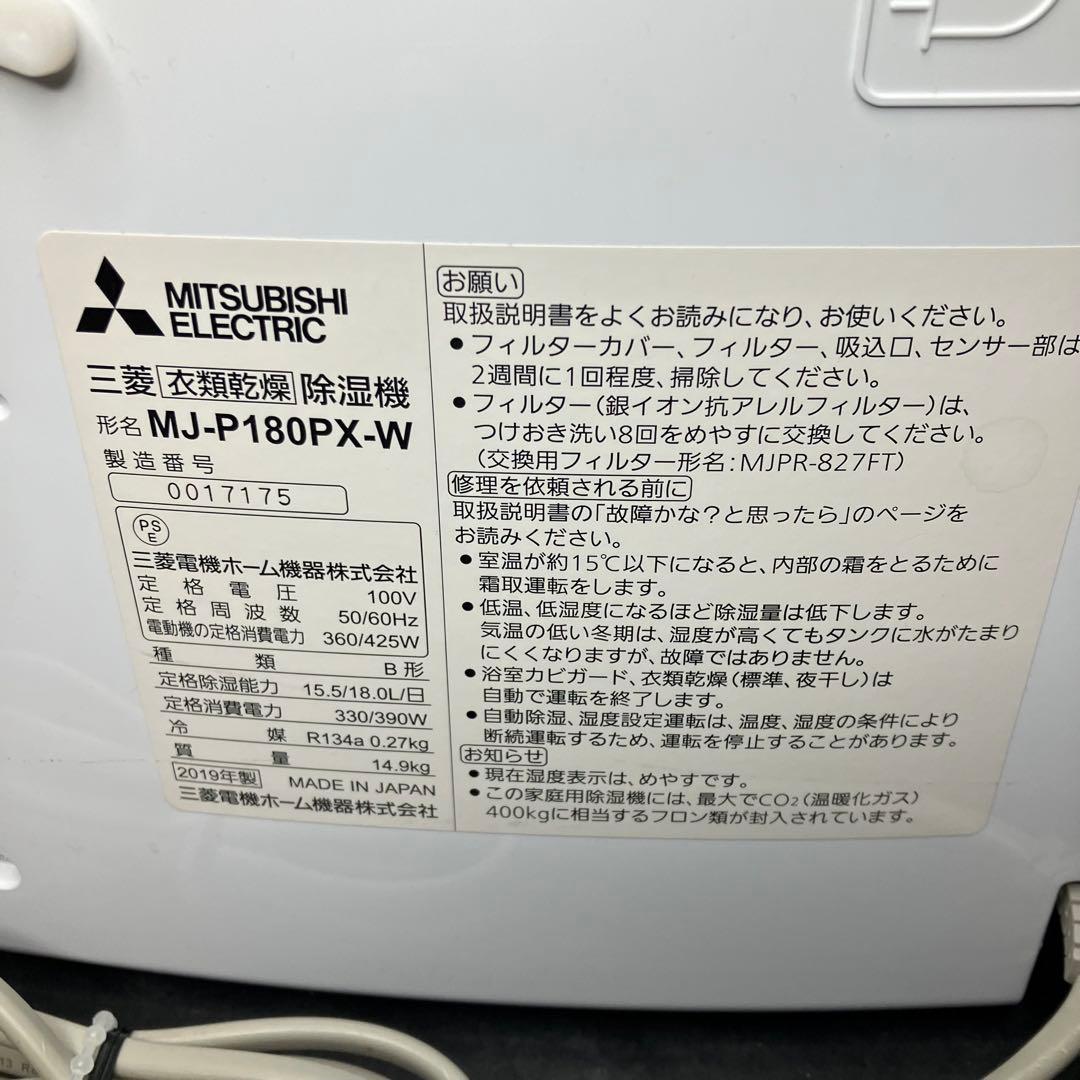 MITSUBISHI
ELECTRIC
三菱 衣類乾燥 除湿機
形名 MJ-P180PX-W
製造番号
0017175
PS
E
三菱電機ホーム機器株式会社
定格電圧 100V
定格周波数 50/60Hz
電動機の定格消費電力 360/425W
種類 B形
定格除湿能力 15.5/18.0L/日
定格消費電力 330/390W
冷媒 R134a 0.27kg
質量 14.9kg
2019年製 MADE IN JAPAN
三菱電機ホーム機器株式会社
お願い
取扱説明書をよくお読みになり、お使いください。
●フィルターカバー、フィルター、吸込口、センサー部は
2週間に1回程度、掃除してください。
●フィルター(銀イオン抗アレルフィルター)は、
つけおき洗い8回をめやすに交換してください。
(交換用フィルター形名:MJPR-827FT)
修理を依頼される前に
取扱説明書の「故障かな?と思ったら」のページを
お読みください。
●室温が約15℃以下になると、内部の霜をとるために
霜取運転をします。
●低温、低湿度になるほど除湿量は低下します。
気温の低い冬期は、湿度が高くてもタンクに水がたまり
にくくなりますが、故障ではありません。
●浴室カビガード、衣類乾燥(標準、夜干し)は
自動で運転を終了します。
●自動除湿、湿度設定運転は、温度、湿度の条件により
断続運転するため、運転を停止することがあります。
お知らせ
●現在湿度表示は、めやすです。
●この家庭用除湿機には、最大でCO₂(温暖化ガス)
400kgに相当するフロン類が封入されています。